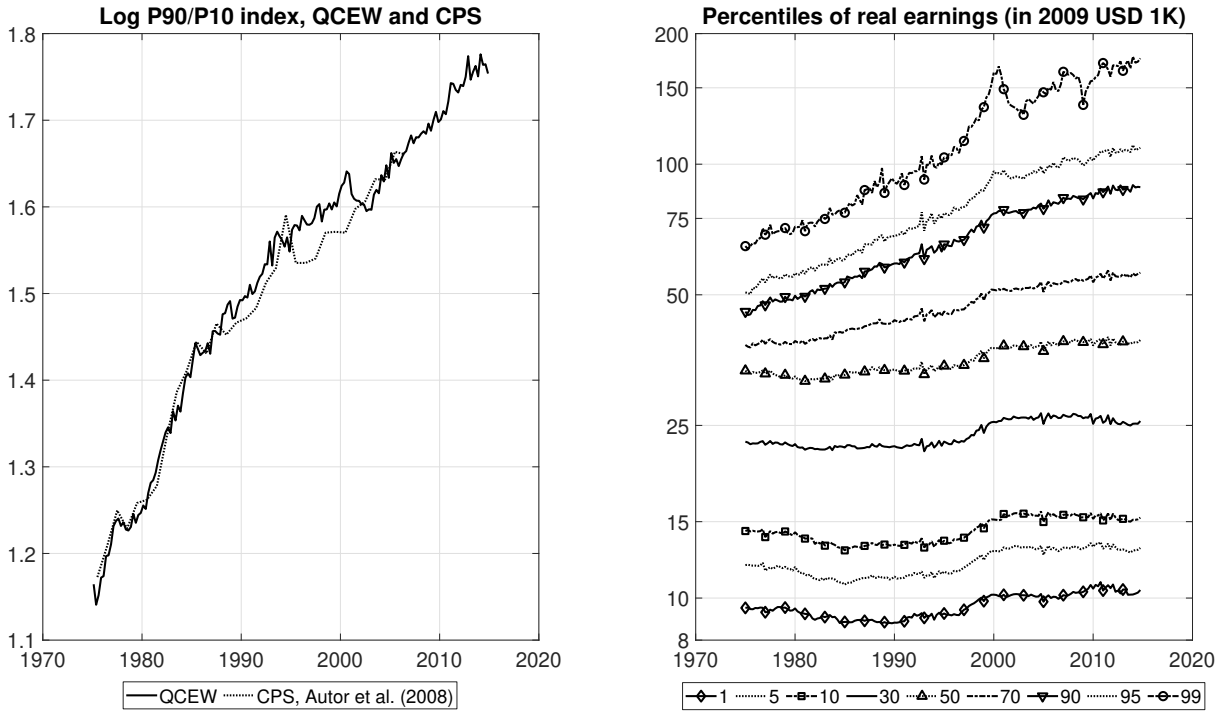 Log P90/P10 index, QCEW and CPS
1.8
1.7
1.6
1.5
1.4
1.3
1.2
1.1
1970 1980 1990 2000 2010 2020
QCEW CPS, Autor et al. (2008)
Percentiles of real earnings (in 2009 USD 1K)
200
150
100
75
50
25
15
10
8
1970 1980 1990 2000 2010 2020
1 5 10 30 50 70 90 95 99